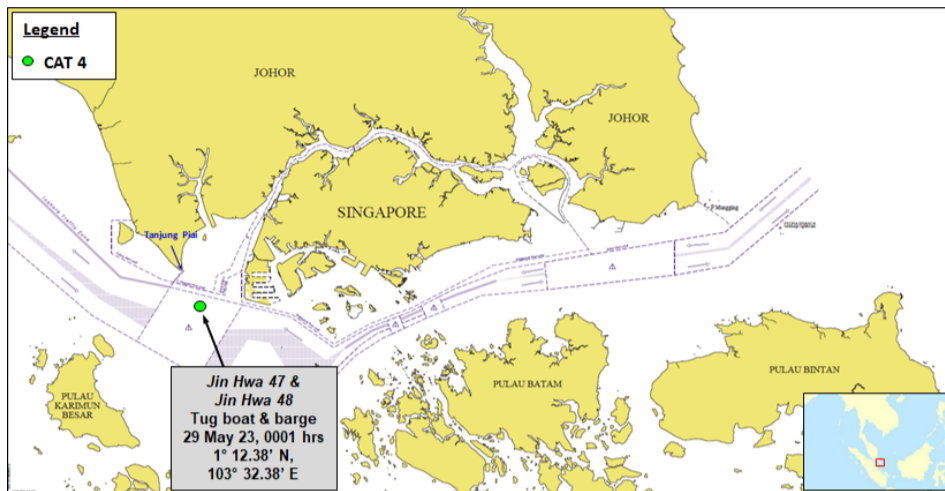 Legend
CAT 4
JOHOR
JOHOR
SINGAPORE
Tanjung Piai
PULAU
KARIMUN
BESAR
PULAU BATAM
PULAU BINTAN
Jin Hwa 47 &
Jin Hwa 48
Tug boat & barge
29 May 23, 0001 hrs
1° 12.38’ N,
103° 32.38’ E